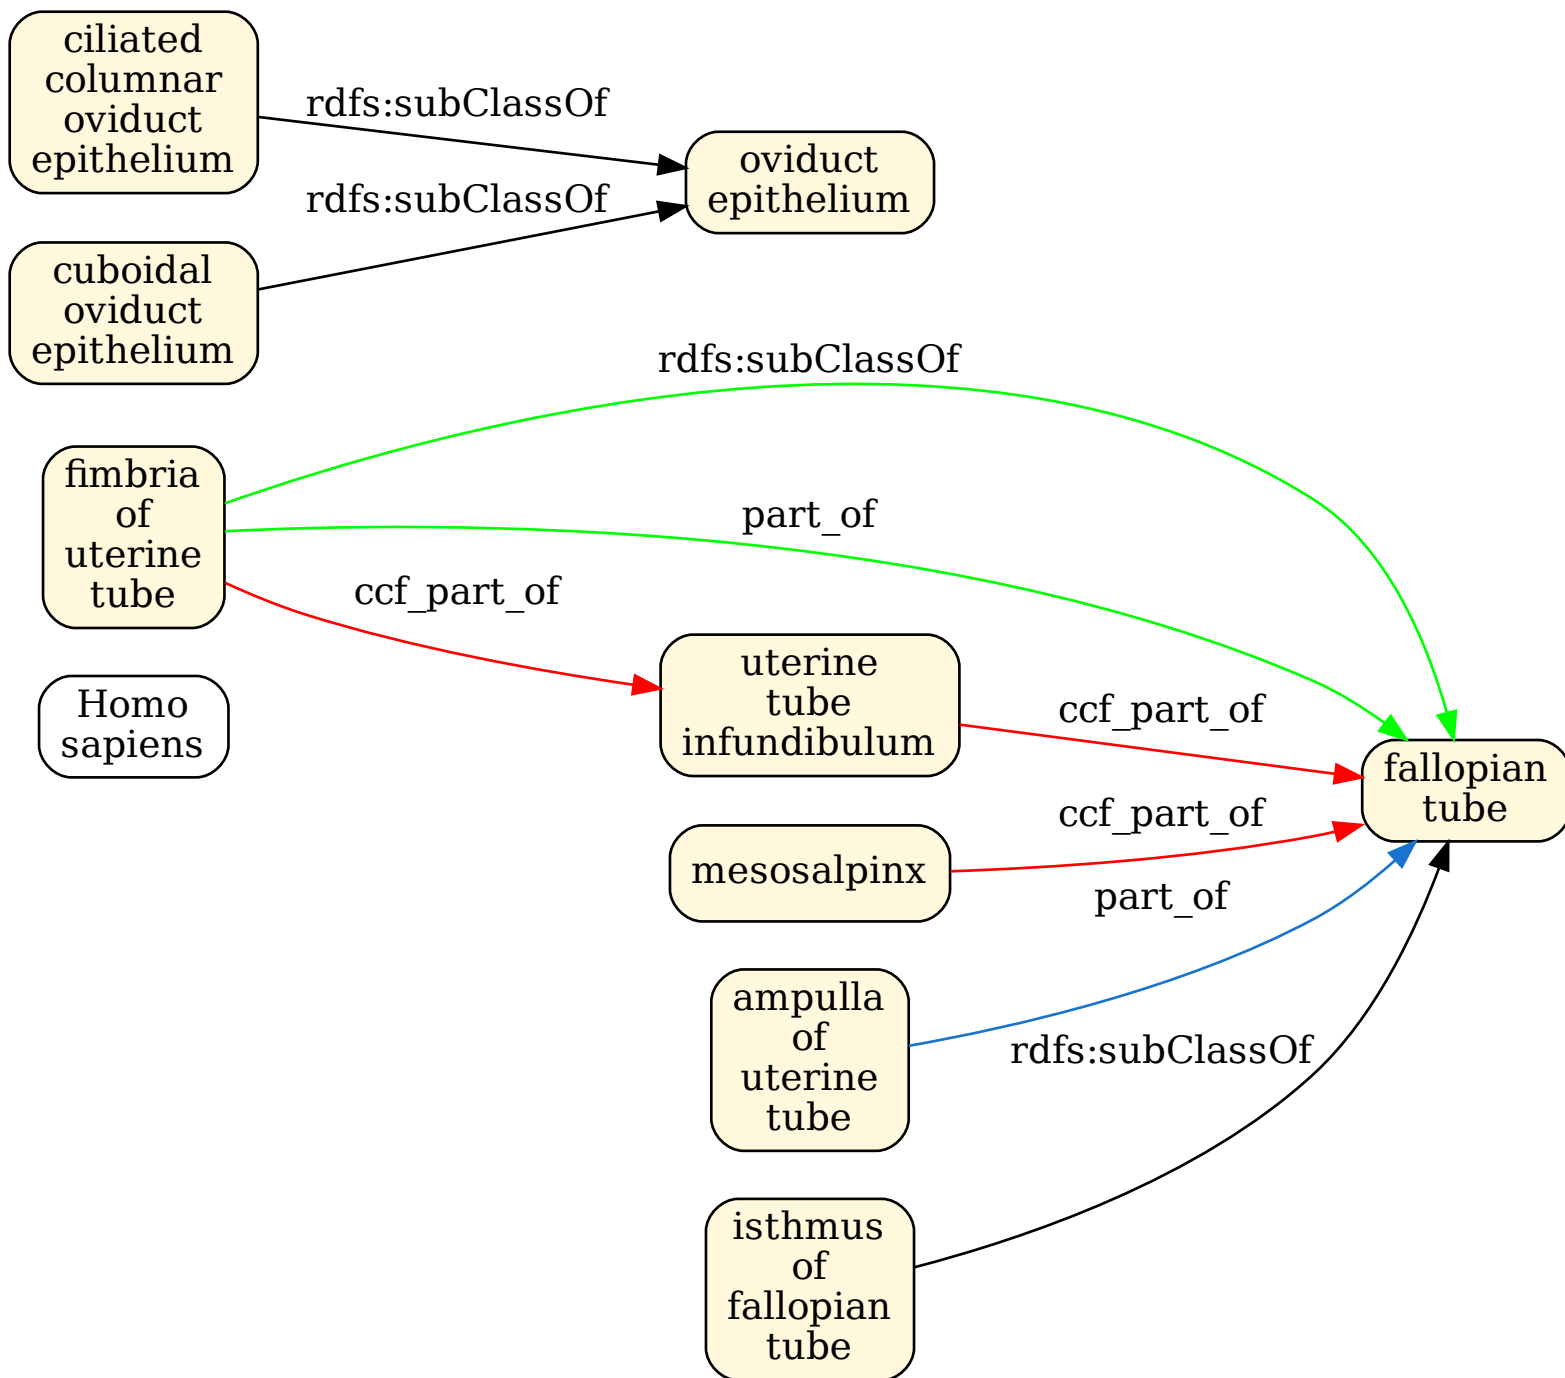 ciliated
columnar
oviduct
epithelium
rdfs:subClassOf
oviduct
epithelium
rdfs:subClassOf
cuboidal
oviduct
epithelium
rdfs:subClassOf
fimbria
of
uterine
tube
part_of
ccf_part_of
uterine
tube
infundibulum
Homo
sapiens
ccf_part_of
fallopian
tube
ccf_part_of
mesosalpinx
part_of
ampulla
of
uterine
tube
rdfs:subClassOf
isthmus
of
fallopian
tube